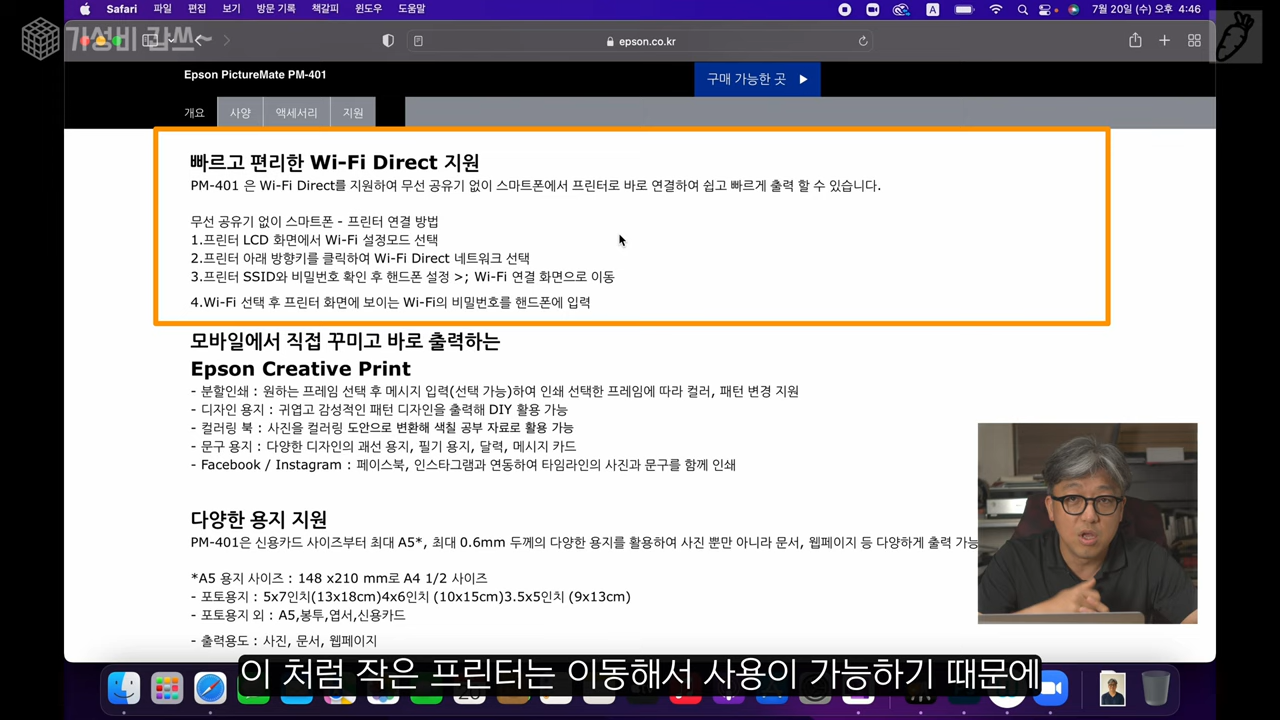 Safari 파일 편집 보기 방문 기록 책갈피 윈도우 도움말
A
7월 20일 (수) 오후 4:46
가성비 갑쓰~
epson.co.kr
Epson PictureMate PM-401
구매 가능한 곳 ▶
개요 사양 액세서리 지원
빠르고 편리한 Wi-Fi Direct 지원
PM-401 은 Wi-Fi Direct를 지원하여 무선 공유기 없이 스마트폰에서 프린터로 바로 연결하여 쉽고 빠르게 출력 할 수 있습니다.
무선 공유기 없이 스마트폰 - 프린터 연결 방법
1.프린터 LCD 화면에서 Wi-Fi 설정모드 선택
2.프린터 아래 방향키를 클릭하여 Wi-Fi Direct 네트워크 선택
3.프린터 SSID와 비밀번호 확인 후 핸드폰 설정 >; Wi-Fi 연결 화면으로 이동
4.Wi-Fi 선택 후 프린터 화면에 보이는 Wi-Fi의 비밀번호를 핸드폰에 입력
모바일에서 직접 꾸미고 바로 출력하는
Epson Creative Print
- 분할인쇄 : 원하는 프레임 선택 후 메시지 입력(선택 가능)하여 인쇄 선택한 프레임에 따라 컬러, 패턴 변경 지원
- 디자인 용지 : 귀엽고 감성적인 패턴 디자인을 출력해 DIY 활용 가능
- 컬러링 북 : 사진을 컬러링 도안으로 변환해 색칠 공부 자료로 활용 가능
- 문구 용지 : 다양한 디자인의 괘선 용지, 필기 용지, 달력, 메시지 카드
- Facebook / Instagram : 페이스북, 인스타그램과 연동하여 타임라인의 사진과 문구를 함께 인쇄
다양한 용지 지원
PM-401은 신용카드 사이즈부터 최대 A5*, 최대 0.6mm 두께의 다양한 용지를 활용하여 사진 뿐만 아니라 문서, 웹페이지 등 다양하게 출력 가능
*A5 용지 사이즈 : 148 x210 mm로 A4 1/2 사이즈
- 포토용지 : 5x7인치(13x18cm)4x6인치 (10x15cm)3.5x5인치 (9x13cm)
- 포토용지 외 : A5,봉투,엽서,신용카드
- 출력용도 : 사진, 문서, 웹페이지
이 처럼 작은 프린터는 이동해서 사용이 가능하기 때문에